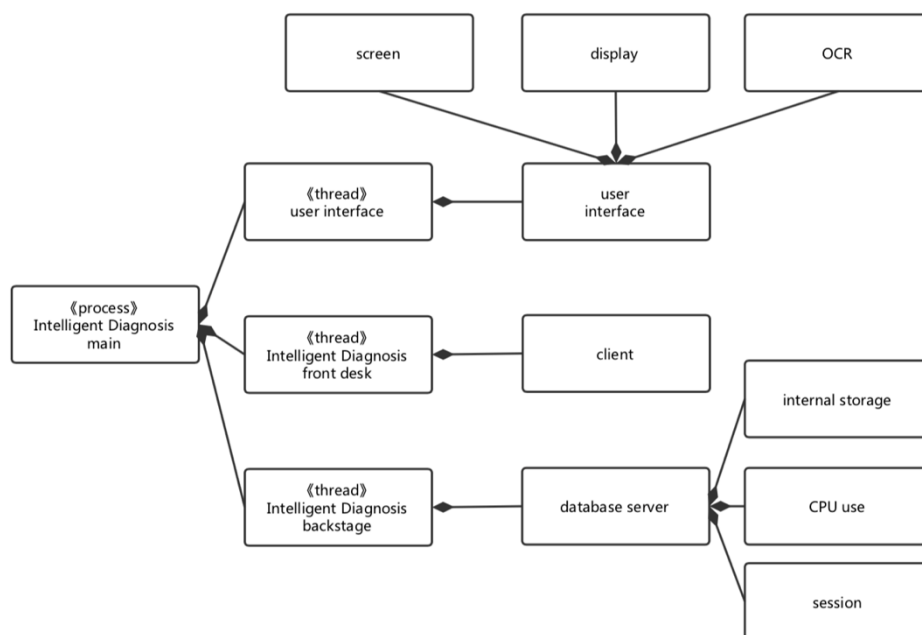 screen
display
OCR
《thread》
user interface
user
interface
《process》
Intelligent Diagnosis
main
《thread》
Intelligent Diagnosis
front desk
client
internal storage
《thread》
Intelligent Diagnosis
backstage
database server
CPU use
session